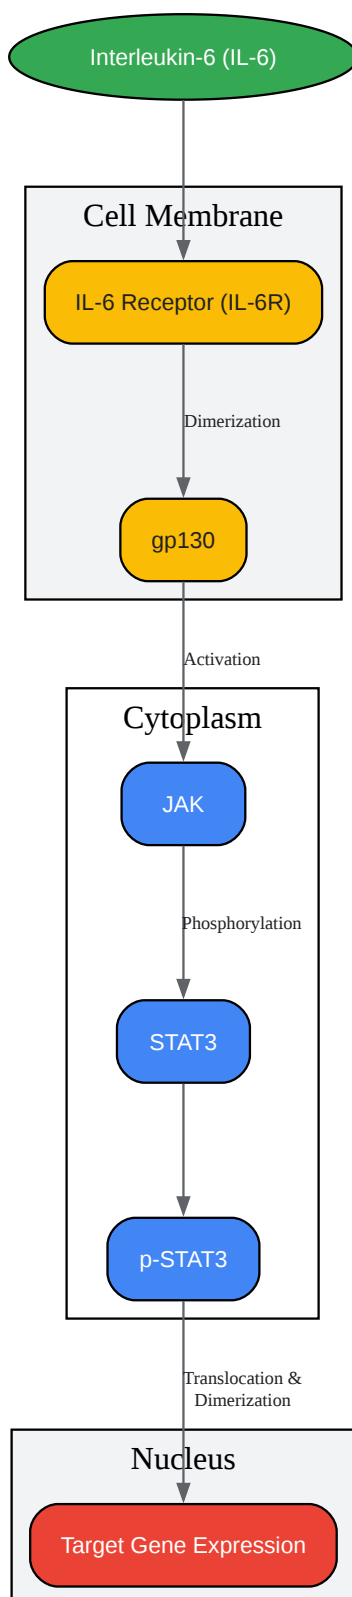 Interleukin-6 (IL-6)
Cell Membrane
IL-6 Receptor (IL-6R)
Dimerization
gp130
Activation
Cytoplasm
JAK
Phosphorylation
STAT3
p-STAT3
Translocation &
Dimerization
Nucleus
Target Gene Expression